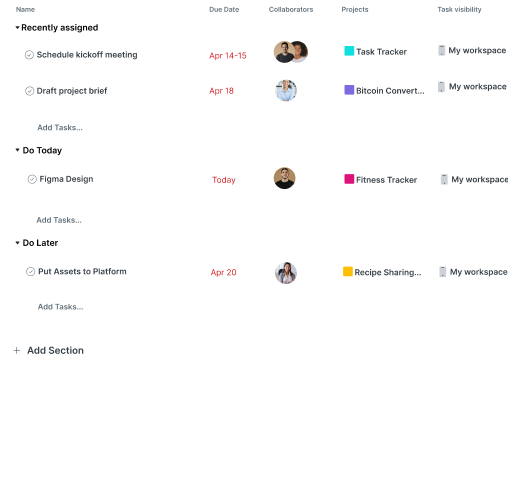 Name Due Date Collaborators Projects Task visibility
Recently assigned
Schedule kickoff meeting Apr 14-15 Task Tracker My workspace
Draft project brief Apr 18 Bitcoin Convert... My workspace
Add Tasks...
Do Today
Figma Design Today Fitness Tracker My workspace
Add Tasks...
Do Later
Put Assets to Platform Apr 20 Recipe Sharing... My workspace
Add Tasks...
+ Add Section